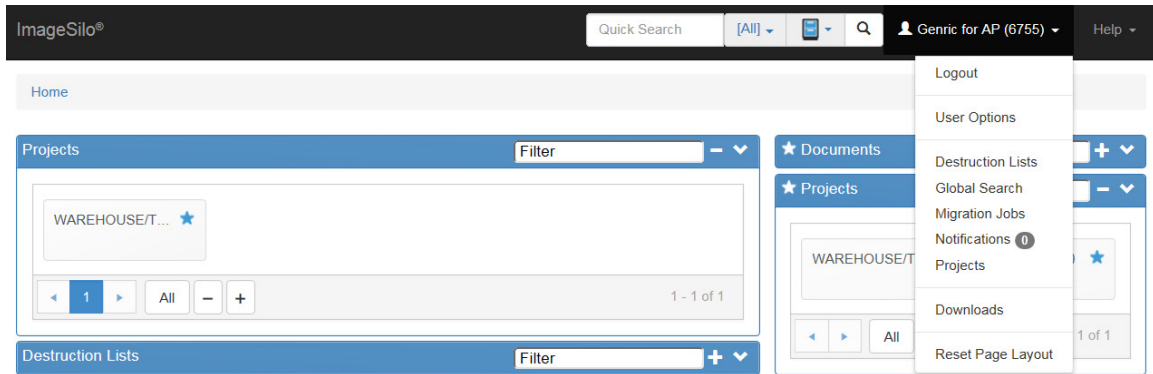 ImageSilo®
Quick Search
[All]
Genric for AP (6755)
Help
Logout
User Options
Destruction Lists
Global Search
Migration Jobs
Notifications 0
Projects
Downloads
Reset Page Layout
Home
Projects
Filter
WAREHOUSE/T...
1
All
1 - 1 of 1
Destruction Lists
Filter
Documents
Projects
WAREHOUSE/T
All
1 of 1